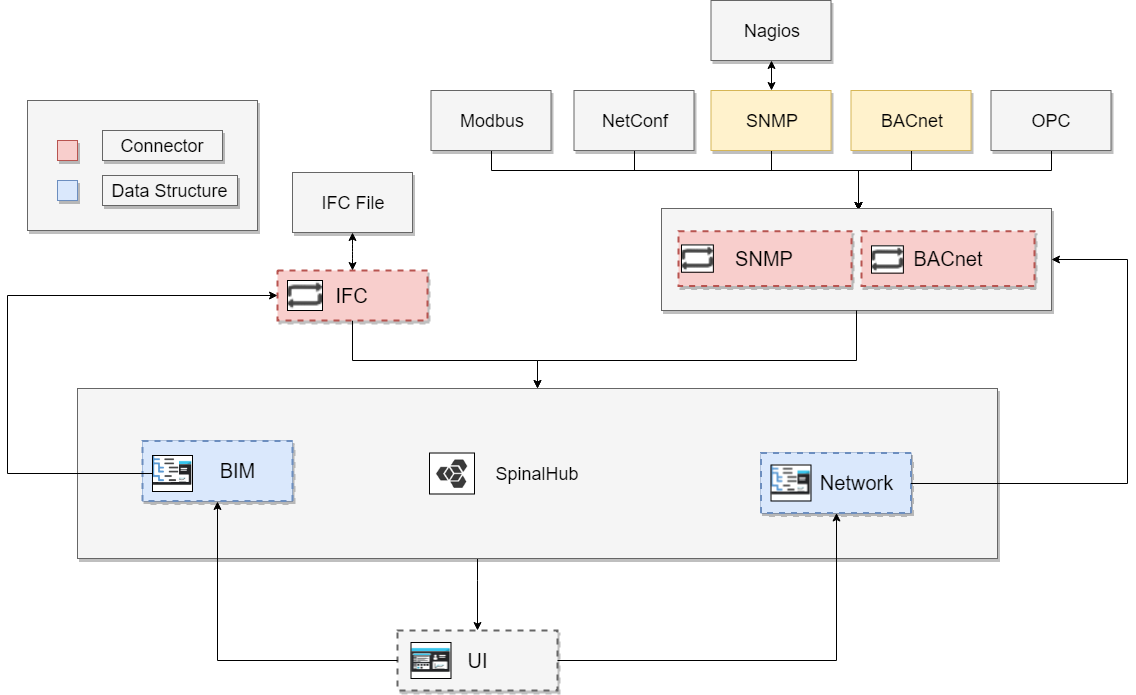 Nagios
Modbus
NetConf
SNMP
BACnet
OPC
Connector
Data Structure
IFC File
IFC
SNMP
BACnet
BIM
SpinalHub
Network
UI